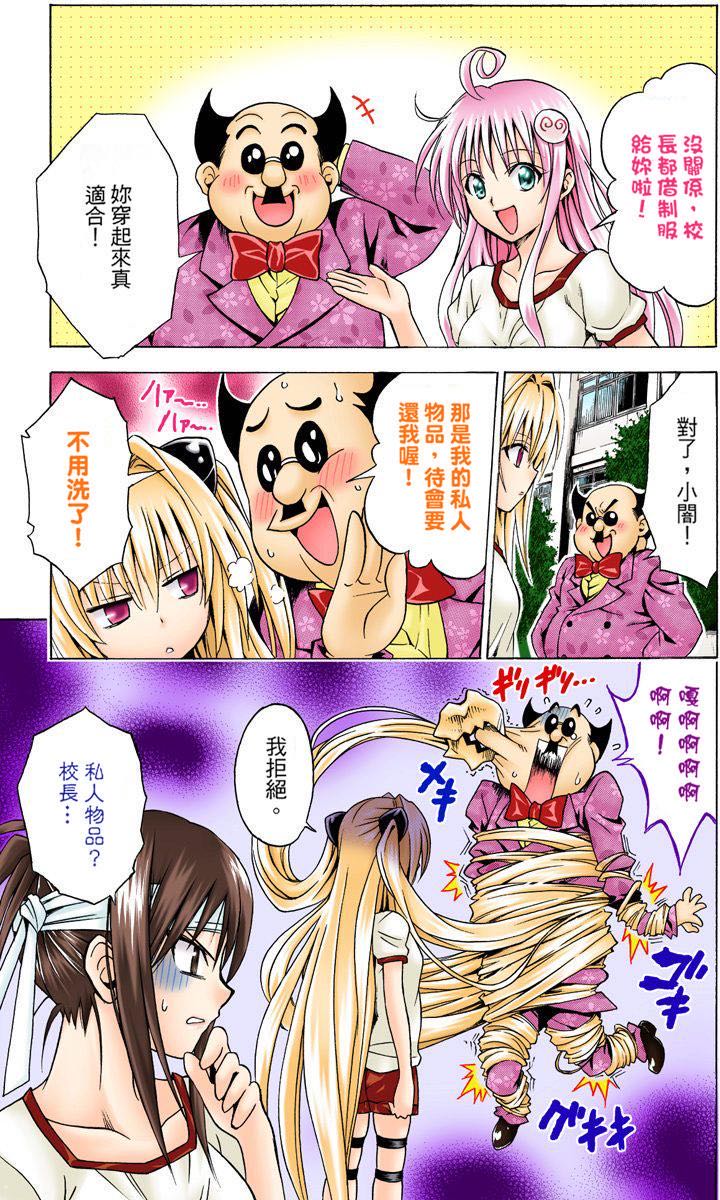 沒關係，校
長都借制服
給妳啦！
妳穿起來真
適合！
對了，小闇！
那是我的私人
物品，待會要
還我喔！
ハァ～…
ハァ～…
不用洗了！
嗄啊啊啊啊
啊啊！
ギリギリ…
メキ
ゴキ
グキキ
我拒絕。
私人物品？
校長…